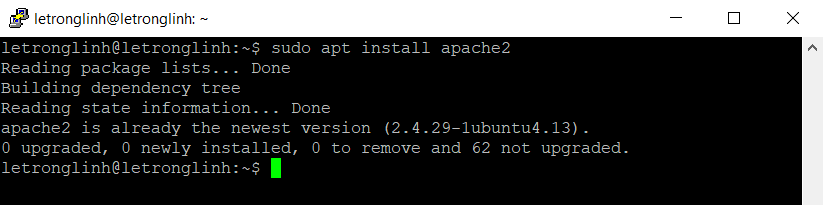 letronglinh@letronglinh: ~
letronglinh@letronglinh:~$ sudo apt install apache2
Reading package lists... Done
Building dependency tree
Reading state information... Done
apache2 is already the newest version (2.4.29-1ubuntu4.13).
0 upgraded, 0 newly installed, 0 to remove and 62 not upgraded.
letronglinh@letronglinh:~$